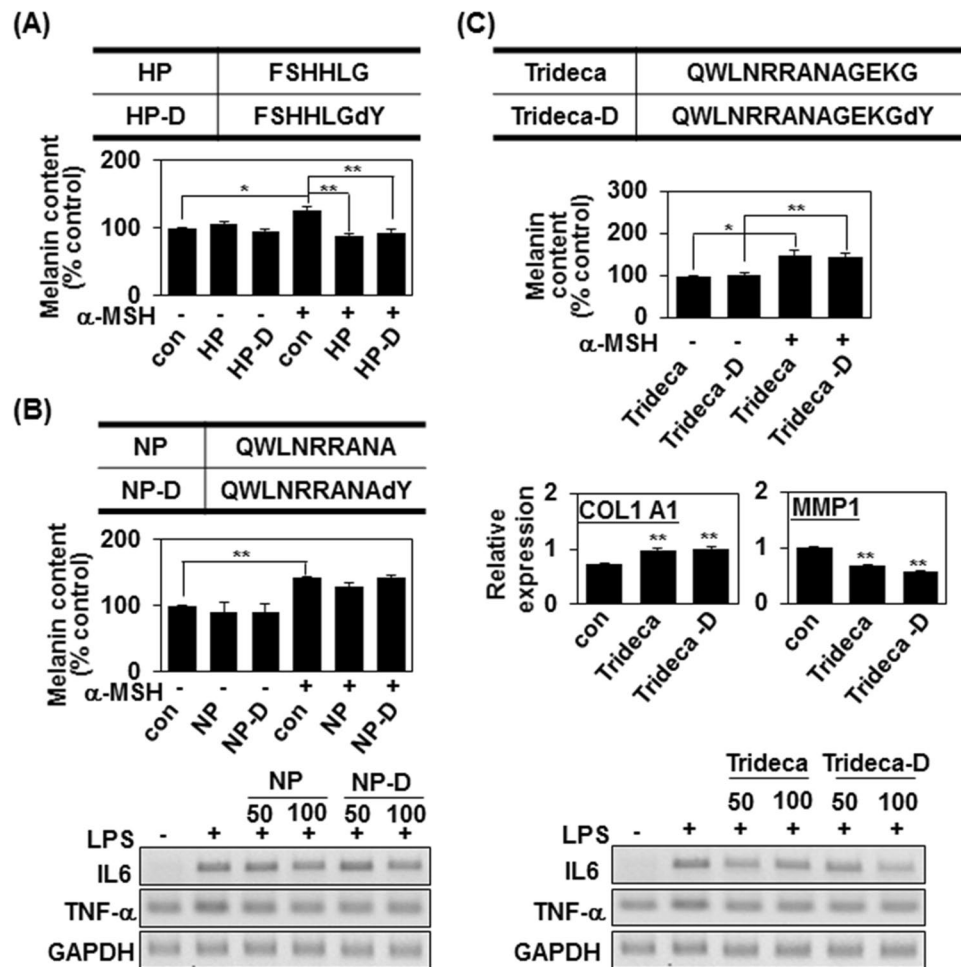 (A)
HP FSHHLG
HP-D FSHHLGdY
Melanin content
(% control)
200
100
0
* ** **
α-MSH - - - + + +
con HP HP-D con HP HP-D
(B)
NP QWLNRRANA
NP-D QWLNRRANAdY
Melanin content
(% control)
200
100
0
**
α-MSH - - - + + +
con NP NP-D con NP NP-D
NP NP-D
50 100 50 100
LPS - + + + + +
IL6
TNF-α
GAPDH
(C)
Trideca QWLNRRANAGEKG
Trideca-D QWLNRRANAGEKGdY
Melanin
content
(% control)
300
200
100
0
* **
α-MSH - - + +
Trideca Trideca -D Trideca Trideca -D
Relative
expression
2
1
0
COL1 A1
** **
con Trideca Trideca -D
2
1
0
MMP1
** **
con Trideca Trideca -D
Trideca Trideca-D
50 100 50 100
LPS - + + + + +
IL6
TNF-α
GAPDH